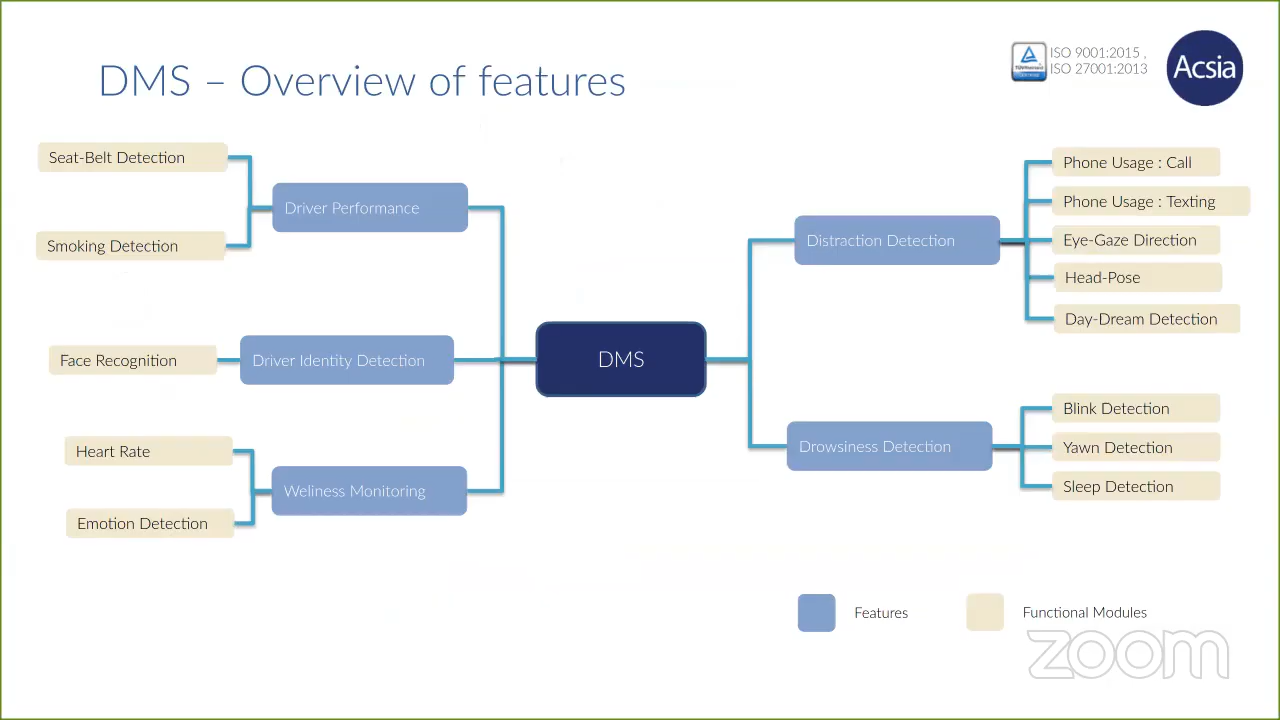 DMS – Overview of features
ISO 9001:2015 ,
ISO 27001:2013
Acsia
Seat-Belt Detection
Smoking Detection
Driver Performance
Face Recognition
Driver Identity Detection
Heart Rate
Emotion Detection
Weliness Monitoring
DMS
Distraction Detection
Phone Usage : Call
Phone Usage : Texting
Eye-Gaze Direction
Head-Pose
Day-Dream Detection
Drowsiness Detection
Blink Detection
Yawn Detection
Sleep Detection
Features
Functional Modules
zoom